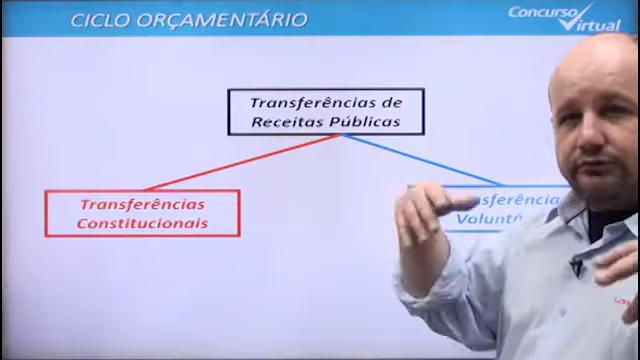 CICLO ORÇAMENTÁRIO
Concurso
Virtual
Transferências de
Receitas Públicas
Transferências
Constitucionais